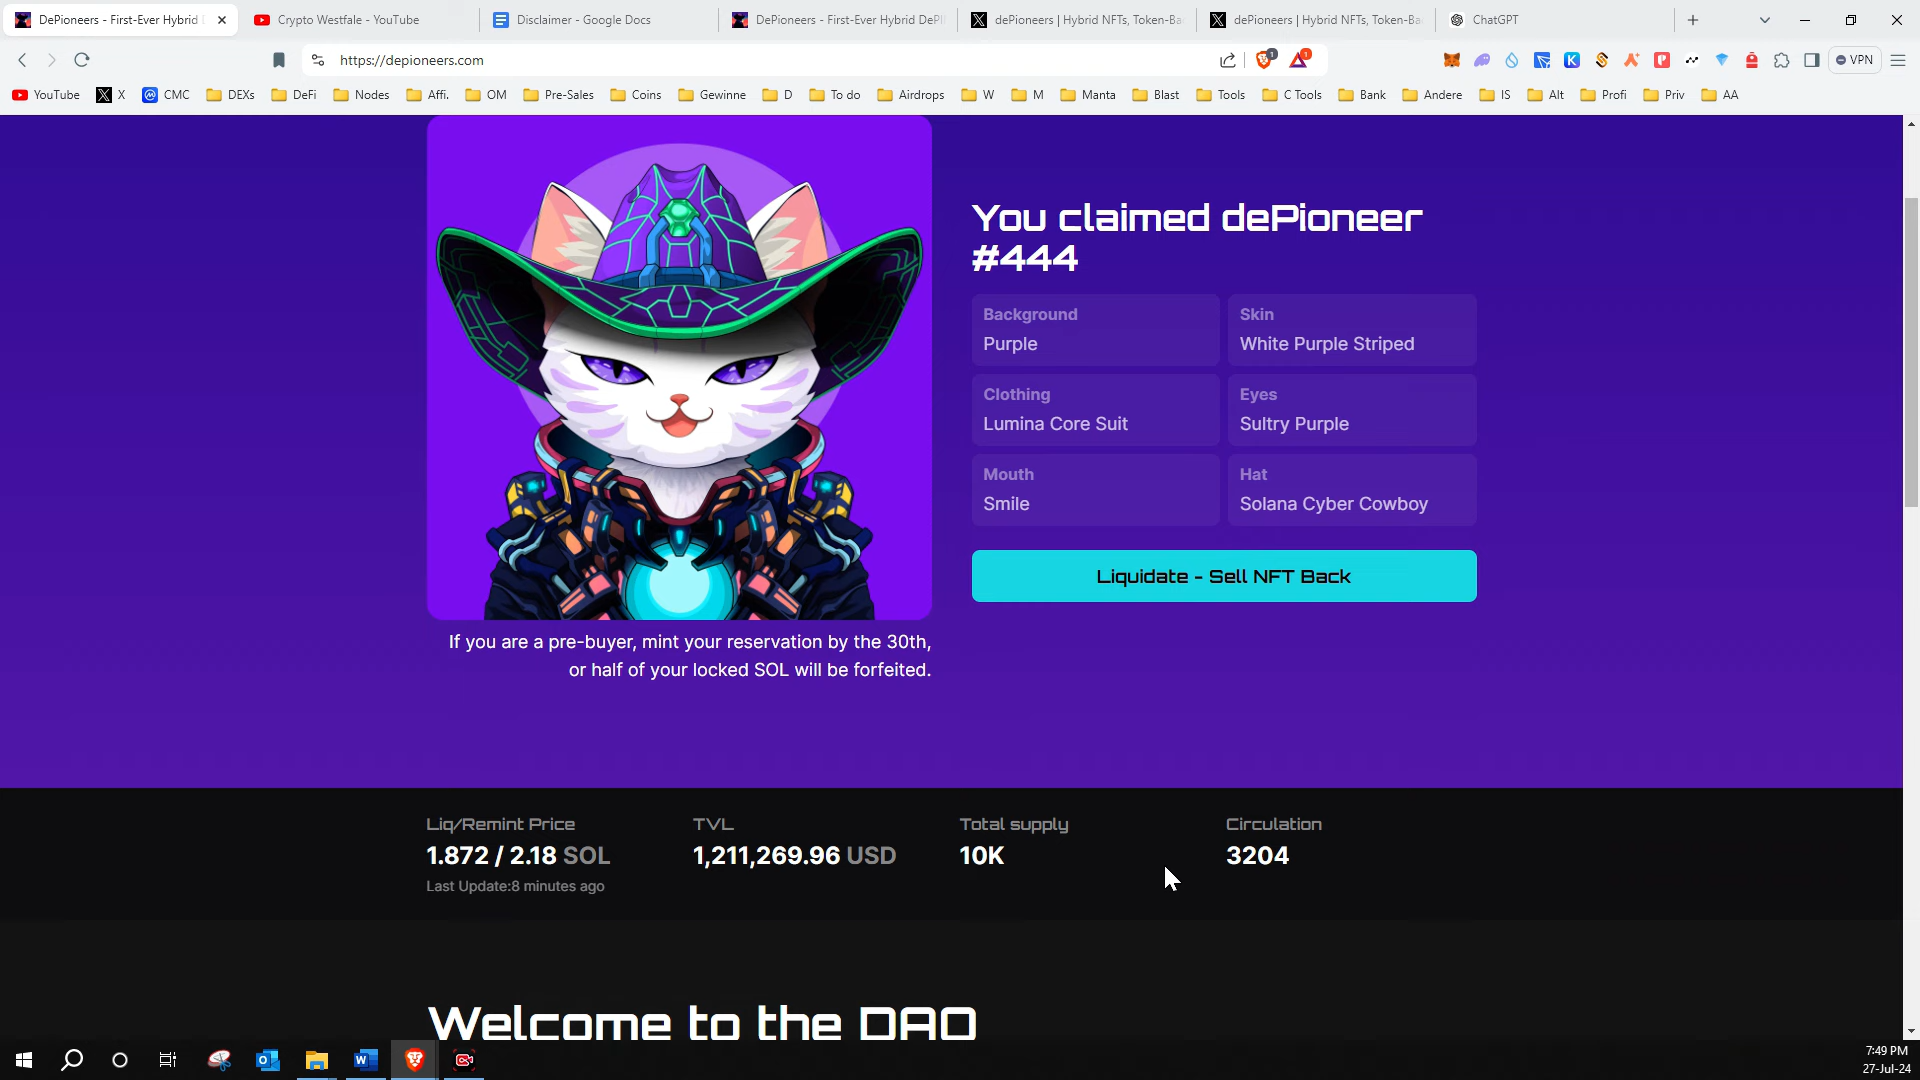 DePioneers - First-Ever Hybrid
Crypto Westfale - YouTube
Disclaimer - Google Docs
DePioneers - First-Ever Hybrid DePI
dePioneers | Hybrid NFTs, Token-Ba
dePioneers | Hybrid NFTs, Token-Ba
ChatGPT
https://depioneers.com
1
1
VPN
YouTube
X
CMC
DEXs
DeFi
Nodes
Affi.
OM
Pre-Sales
Coins
Gewinne
D
To do
Airdrops
W
M
Manta
Blast
Tools
C Tools
Bank
Andere
IS
Alt
Profi
Priv
AA
You claimed dePioneer
#444
Background
Purple
Skin
White Purple Striped
Clothing
Lumina Core Suit
Eyes
Sultry Purple
Mouth
Smile
Hat
Solana Cyber Cowboy
Liquidate - Sell NFT Back
If you are a pre-buyer, mint your reservation by the 30th,
or half of your locked SOL will be forfeited.
Liq/Remint Price
1.872 / 2.18 SOL
Last Update:8 minutes ago
TVL
1,211,269.96 USD
Total supply
10K
Circulation
3204
Welcome to the DAO
7:49 PM
27-Jul-24